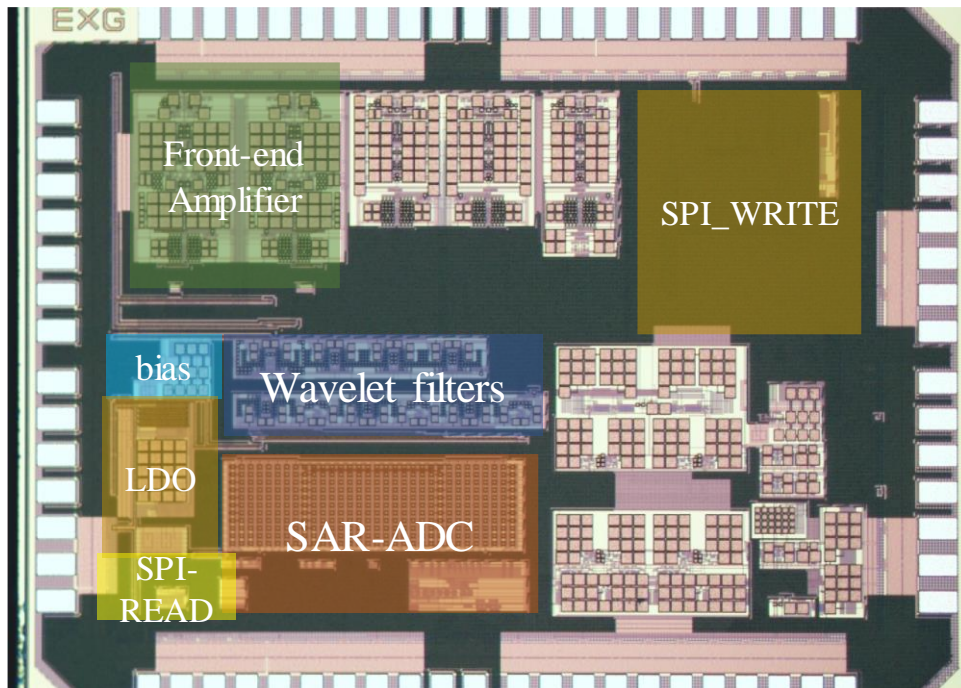 EXG
Front-end
Amplifier
SPI_WRITE
bias
Wavelet filters
LDO
SAR-ADC
SPI-
READ